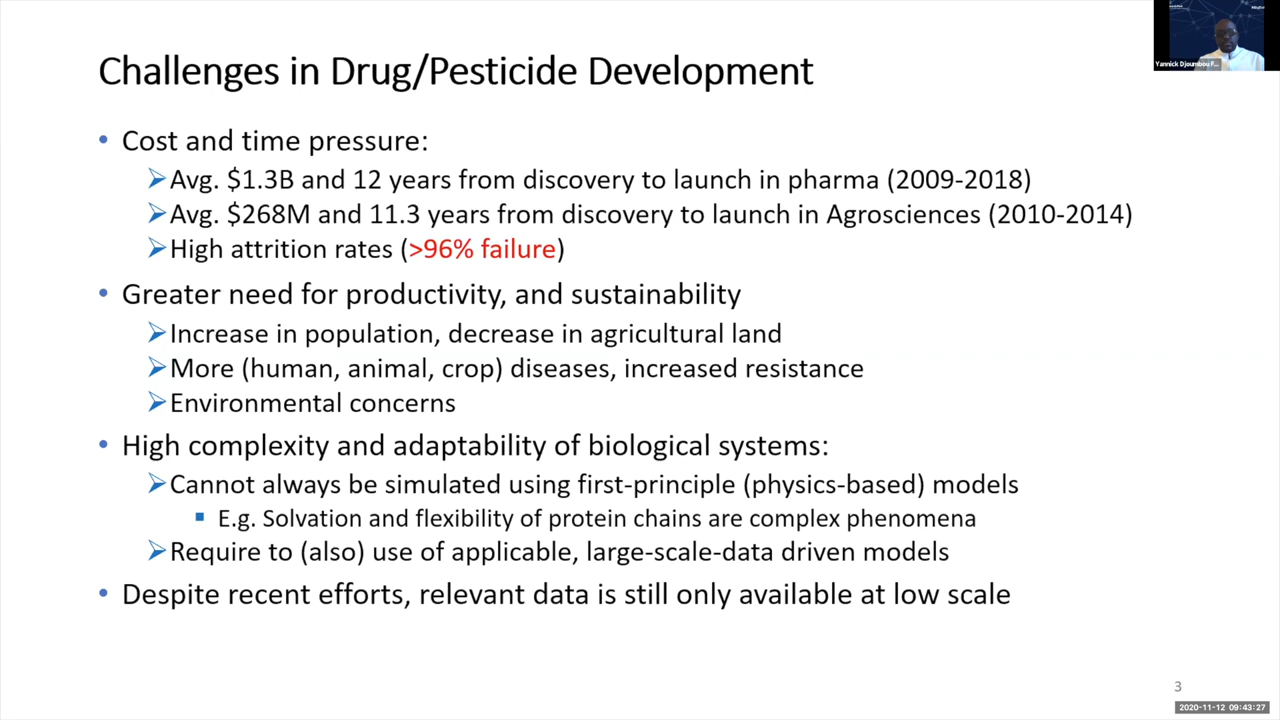 Challenges in Drug/Pesticide Development
• Cost and time pressure:
➢Avg. $1.3B and 12 years from discovery to launch in pharma (2009-2018)
➢Avg. $268M and 11.3 years from discovery to launch in Agrosciences (2010-2014)
➢High attrition rates (>96% failure)
• Greater need for productivity, and sustainability
➢Increase in population, decrease in agricultural land
➢More (human, animal, crop) diseases, increased resistance
➢Environmental concerns
• High complexity and adaptability of biological systems:
➢Cannot always be simulated using first-principle (physics-based) models
▪ E.g. Solvation and flexibility of protein chains are complex phenomena
➢Require to (also) use of applicable, large-scale-data driven models
• Despite recent efforts, relevant data is still only available at low scale
Yannick Djoumbou F...
3
2020-11-12 09:43:27